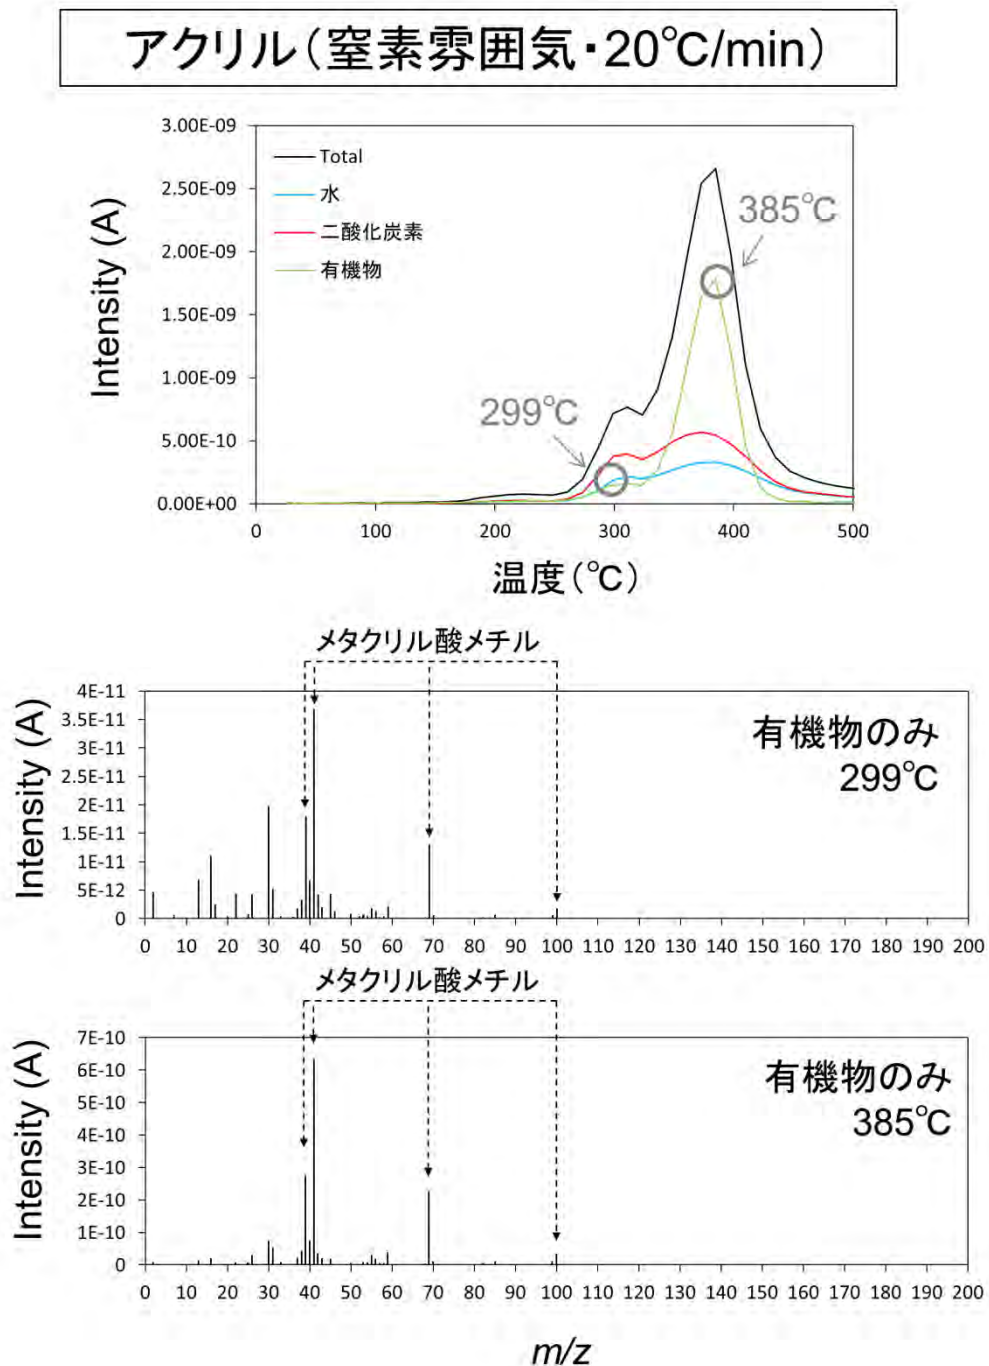 アクリル（窒素雰囲気・20℃/min）
3.00E-09
2.50E-09
2.00E-09
1.50E-09
1.00E-09
5.00E-10
0.00E+00
Intensity (A)
Total
水
二酸化炭素
有機物
385℃
299℃
0 100 200 300 400 500
温度（℃）
メタクリル酸メチル
4E-11
3.5E-11
3E-11
2.5E-11
2E-11
1.5E-11
1E-11
5E-12
0
Intensity (A)
有機物のみ
299℃
0 10 20 30 40 50 60 70 80 90 100 110 120 130 140 150 160 170 180 190 200
メタクリル酸メチル
7E-10
6E-10
5E-10
4E-10
3E-10
2E-10
1E-10
0
Intensity (A)
有機物のみ
385℃
0 10 20 30 40 50 60 70 80 90 100 110 120 130 140 150 160 170 180 190 200
m/z